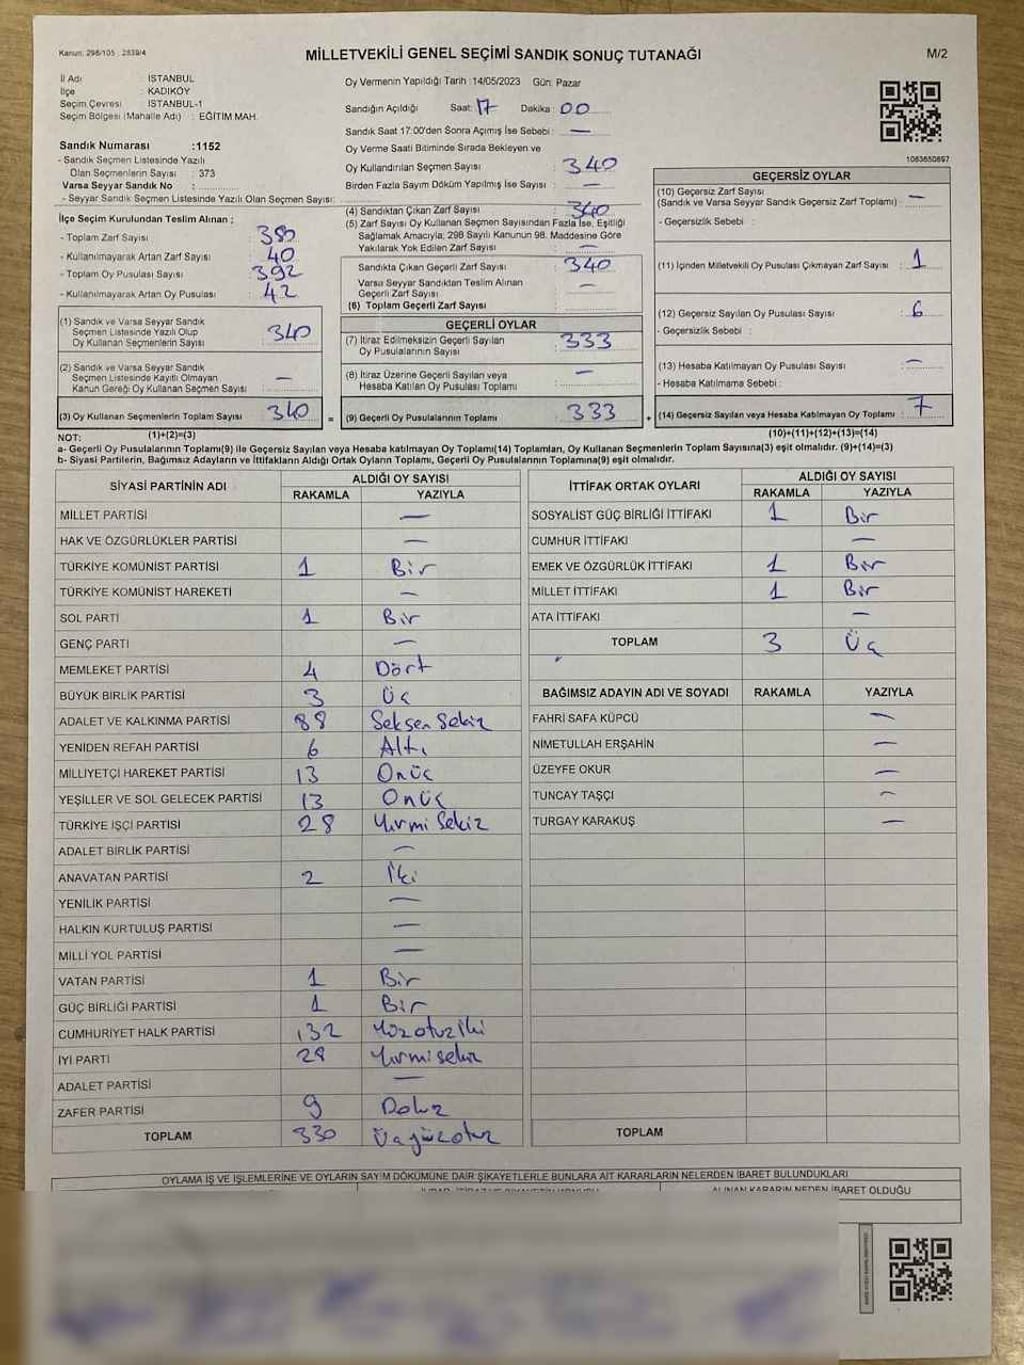 Kanun: 298/105 : 2839/4
MİLLETVEKİLİ GENEL SEÇİMİ SANDIK SONUÇ TUTANAĞI
M/2
İl Adı : İSTANBUL
İlçe : KADIKÖY
Seçim Çevresi : İSTANBUL-1
Seçim Bölgesi (Mahalle Adı) : EĞİTİM MAH.
Sandık Numarası :1152
- Sandık Seçmen Listesinde Yazılı
Olan Seçmenlerin Sayısı : 373
Varsa Seyyar Sandık No :
- Seyyar Sandık Seçmen Listesinde Yazılı Olan Seçmen Sayısı:
İlçe Seçim Kurulundan Teslim Alınan ;
- Toplam Zarf Sayısı : 380
- Kullanılmayarak Artan Zarf Sayısı : 40
- Toplam Oy Pusulası Sayısı : 392
- Kullanılmayarak Artan Oy Pusulası : 42
(1) Sandık ve Varsa Seyyar Sandık
Seçmen Listesinde Yazılı Olup
Oy Kullanan Seçmenlerin Sayısı : 340
(2) Sandık ve Varsa Seyyar Sandık
Seçmen Listesinde Kayıtlı Olmayan
Kanun Gereği Oy Kullanan Seçmen Sayısı : —
(3) Oy Kullanan Seçmenlerin Toplam Sayısı : 340 =
(1)+(2)=(3)
Oy Vermenin Yapıldığı Tarih :14/05/2023 Gün: Pazar
Sandığın Açıldığı Saat: 17 Dakika : 00
Sandık Saat 17:00'den Sonra Açımış İse Sebebi : —
Oy Verme Saati Bitiminde Sırada Bekleyen ve
Oy Kullandırılan Seçmen Sayısı : 340
Birden Fazla Sayım Döküm Yapılmış İse Sayısı : —
(4) Sandıktan Çıkan Zarf Sayısı : 340
(5) Zarf Sayısı Oy Kullanan Seçmen Sayısından Fazla İse, Eşitliği
Sağlamak Amacıyla, 298 Sayılı Kanunun 98. Maddesine Göre
Yakılarak Yok Edilen Zarf Sayısı : —
Sandıkta Çıkan Geçerli Zarf Sayısı : 340
Varsa Seyyar Sandıktan Teslim Alınan
Geçerli Zarf Sayısı : —
(6) Toplam Geçerli Zarf Sayısı :
GEÇERLİ OYLAR
(7) İtiraz Edilmeksizin Geçerli Sayılan
Oy Pusulalarının Sayısı : 333
(8) İtiraz Üzerine Geçerli Sayılan veya
Hesaba Katılan Oy Pusulası Toplamı : —
(9) Geçerli Oy Pusulalarının Toplamı : 333 +
1063650697
GEÇERSİZ OYLAR
(10) Geçersiz Zarf Sayısı
(Sandık ve Varsa Seyyar Sandık Geçersiz Zarf Toplamı) : —
- Geçersizlik Sebebi :
(11) İçinden Milletvekili Oy Pusulası Çıkmayan Zarf Sayısı : 1
(12) Geçersiz Sayılan Oy Pusulası Sayısı : 6
- Geçersizlik Sebebi :
(13) Hesaba Katılmayan Oy Pusulası Sayısı : —
- Hesaba Katılmama Sebebi :
(14) Geçersiz Sayılan veya Hesaba Katılmayan Oy Pusulası Toplamı : 7
(10)+(11)+(12)+(13)=(14)
NOT:
a- Geçerli Oy Pusulalarının Toplamı(9) ile Geçersiz Sayılan veya Hesaba katılmayan Oy Pusulası Toplamı(14) Toplamları, Oy Kullanan Seçmenlerin Toplam Sayısına(3) eşit olmalıdır. (9)+(14)=(3)
b- Siyasi Partilerin, Bağımsız Adayların ve İttifakların Aldığı Ortak Oyların Toplamı, Geçerli Oy Pusulalarının Toplamına(9) eşit olmalıdır.
SİYASİ PARTİNİN ADI ALDIĞI OY SAYISI
RAKAMLA YAZIYLA
MİLLET PARTİSİ —
HAK VE ÖZGÜRLÜKLER PARTİSİ —
TÜRKİYE KOMÜNİST PARTİSİ 1 Bir
TÜRKİYE KOMÜNİST HAREKETİ —
SOL PARTİ 1 Bir
GENÇ PARTİ —
MEMLEKET PARTİSİ 4 Dört
BÜYÜK BİRLİK PARTİSİ 3 Üç
ADALET VE KALKINMA PARTİSİ 88 Seksen Sekiz
YENİDEN REFAH PARTİSİ 6 Altı
MİLLİYETÇİ HAREKET PARTİSİ 13 Onüç
YEŞİLLER VE SOL GELECEK PARTİSİ 13 Onüç
TÜRKİYE İŞÇİ PARTİSİ 28 Yirmi Sekiz
ADALET BİRLİK PARTİSİ —
ANAVATAN PARTİSİ 2 İki
YENİLİK PARTİSİ —
HALKIN KURTULUŞ PARTİSİ —
MİLLİ YOL PARTİSİ —
VATAN PARTİSİ 1 Bir
GÜÇ BİRLİĞİ PARTİSİ 1 Bir
CUMHURİYET HALK PARTİSİ 132 Yüzotuziki
İYİ PARTİ 28 Yirmisekiz
ADALET PARTİSİ —
ZAFER PARTİSİ 9 Dokuz
TOPLAM 330 Üçyüzotuz
İTTİFAK ORTAK OYLARI ALDIĞI OY SAYISI
RAKAMLA YAZIYLA
SOSYALİST GÜÇ BİRLİĞİ İTTİFAKI 1 Bir
CUMHUR İTTİFAKI —
EMEK VE ÖZGÜRLÜK İTTİFAKI 1 Bir
MİLLET İTTİFAKI 1 Bir
ATA İTTİFAKI —
TOPLAM 3 Üç
BAĞIMSIZ ADAYIN ADI VE SOYADI RAKAMLA YAZIYLA
FAHRİ SAFA KÜPCÜ —
NİMETULLAH ERŞAHİN —
ÜZEYFE OKUR —
TUNCAY TAŞÇI —
TURGAY KARAKUŞ —
TOPLAM
OYLAMA İŞ VE İŞLEMLERİNE VE OYLARIN SAYIM DÖKÜMÜNE DAİR ŞİKAYETLERLE BUNLARA AİT KARARLARIN NELERDEN İBARET BULUNDUKLARI
ALINAN KARARIN NEDEN İBARET OLDUĞU